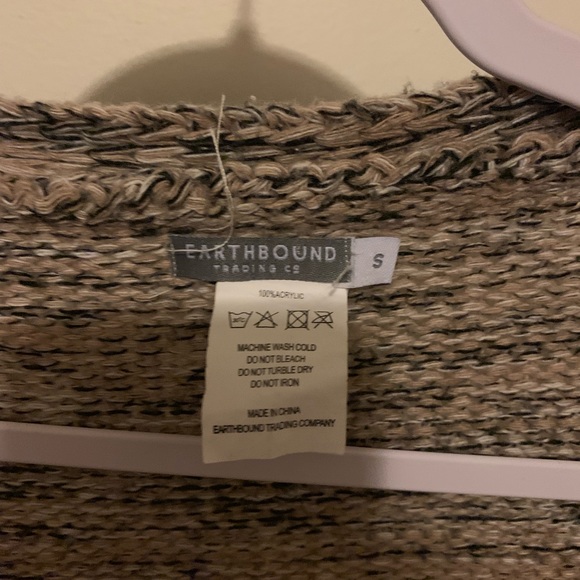 EARTHBOUND
TRADING CO
S
100%ACRYLIC
MACHINE WASH COLD
DO NOT BLEACH
DO NOT TURBLE DRY
DO NOT IRON
MADE IN CHINA
EARTHBOUND TRADING COMPANY